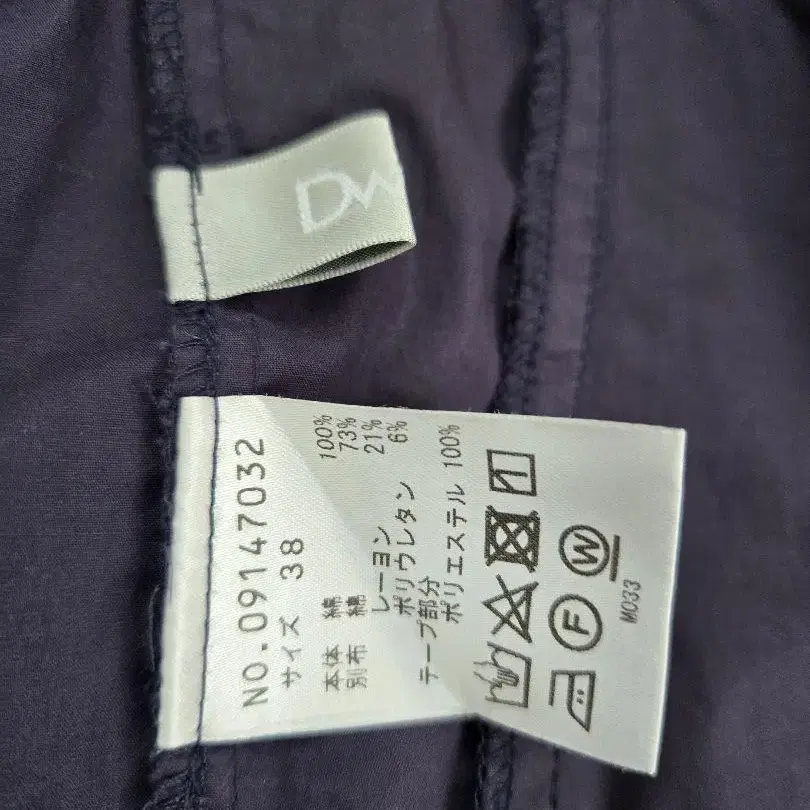 DW
NO.09147032
サイズ 38
本体 綿 100%
別布 綿 73%
レーヨン 21%
ポリウレタン 6%
テープ部分
ポリエステル 100%
F W
M033